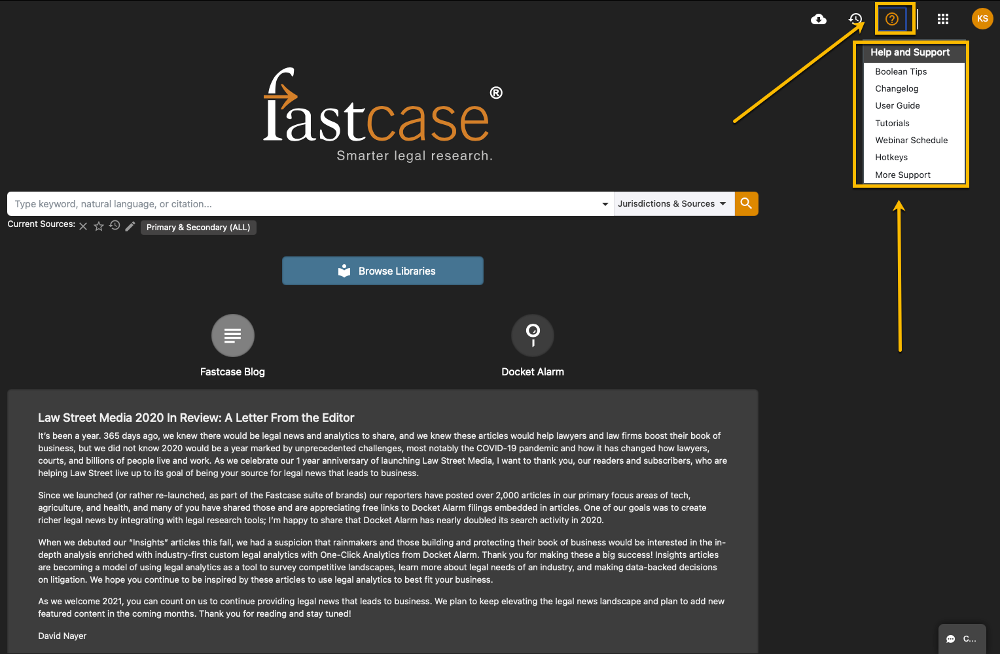 KS
Help and Support
Boolean Tips
Changelog
User Guide
Tutorials
Webinar Schedule
Hotkeys
More Support
fastcase®
Smarter legal research.
Type keyword, natural language, or citation...
Jurisdictions & Sources
Current Sources:
Primary & Secondary (ALL)
Browse Libraries
Fastcase Blog
Docket Alarm
Law Street Media 2020 In Review: A Letter From the Editor
It’s been a year. 365 days ago, we knew there would be legal news and analytics to share, and we knew these articles would help lawyers and law firms boost their book of
business, but we did not know 2020 would be a year marked by unprecedented challenges, most notably the COVID-19 pandemic and how it has changed how lawyers,
courts, and billions of people live and work. As we celebrate our 1 year anniversary of launching Law Street Media, I want to thank you, our readers and subscribers, who are
helping Law Street live up to its goal of being your source for legal news that leads to business.
Since we launched (or rather re-launched, as part of the Fastcase suite of brands) our reporters have posted over 2,000 articles in our primary focus areas of tech,
agriculture, and health, and many of you have shared those and are appreciating free links to Docket Alarm filings embedded in articles. One of our goals was to create
richer legal news by integrating with legal research tools; I’m happy to share that Docket Alarm has nearly doubled its search activity in 2020.
When we debuted our “Insights” articles this fall, we had a suspicion that rainmakers and those building and protecting their book of business would be interested in the in-
depth analysis enriched with industry-first custom legal analytics with One-Click Analytics from Docket Alarm. Thank you for making these a big success! Insights articles
are becoming a model of using legal analytics as a tool to survey competitive landscapes, learn more about legal needs of an industry, and making data-backed decisions
on litigation. We hope you continue to be inspired by these articles to use legal analytics to best fit your business.
As we welcome 2021, you can count on us to continue providing legal news that leads to business. We plan to keep elevating the legal news landscape and plan to add new
featured content in the coming months. Thank you for reading and stay tuned!
David Nayer
C...